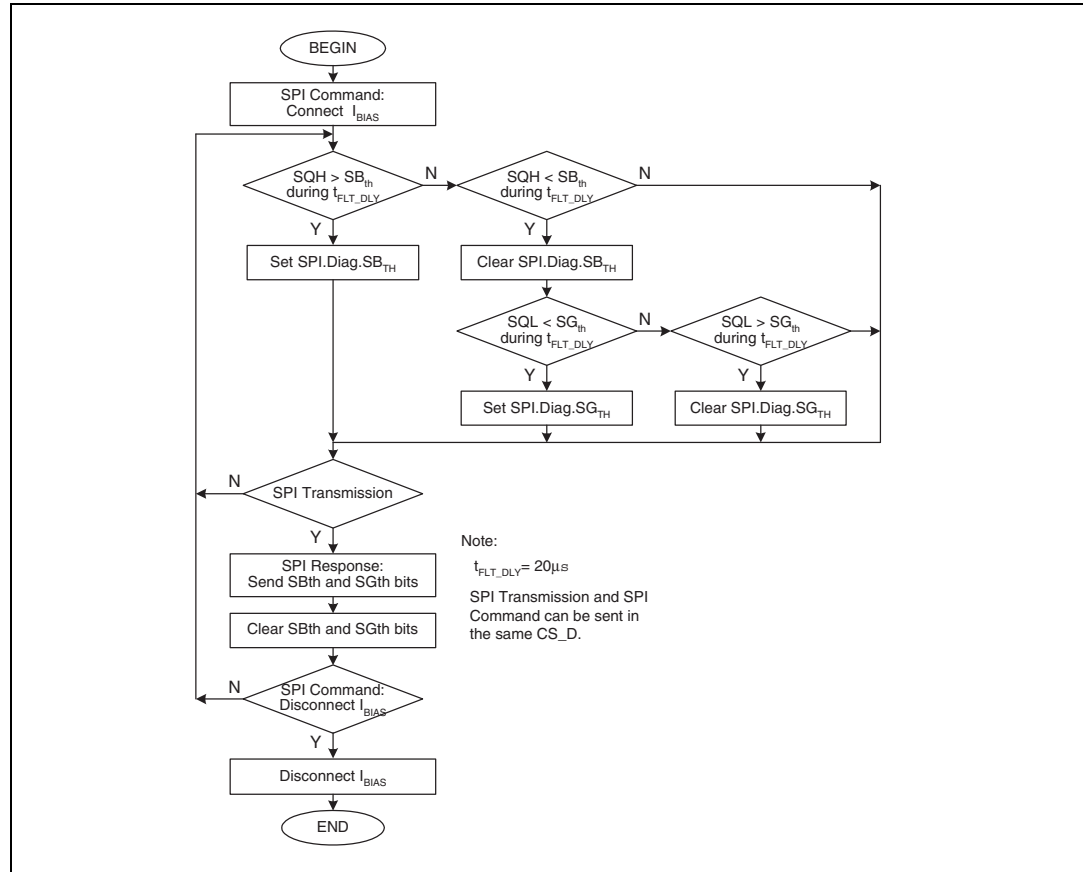 BEGIN
SPI Command:
Connect I_BIAS
SQH > SB_th
during t_FLT_DLY
N
SQH < SB_th
during t_FLT_DLY
N
Y
Y
Set SPI.Diag.SB_TH
Clear SPI.Diag.SB_TH
SQL < SG_th
during t_FLT_DLY
N
SQL > SG_th
during t_FLT_DLY
Y
Y
Set SPI.Diag.SG_TH
Clear SPI.Diag.SG_TH
N
SPI Transmission
Y
SPI Response:
Send SBth and SGth bits
Clear SBth and SGth bits
Note:
t_FLT_DLY = 20µs
SPI Transmission and SPI
Command can be sent in
the same CS_D.
N
SPI Command:
Disconnect I_BIAS
Y
Disconnect I_BIAS
END